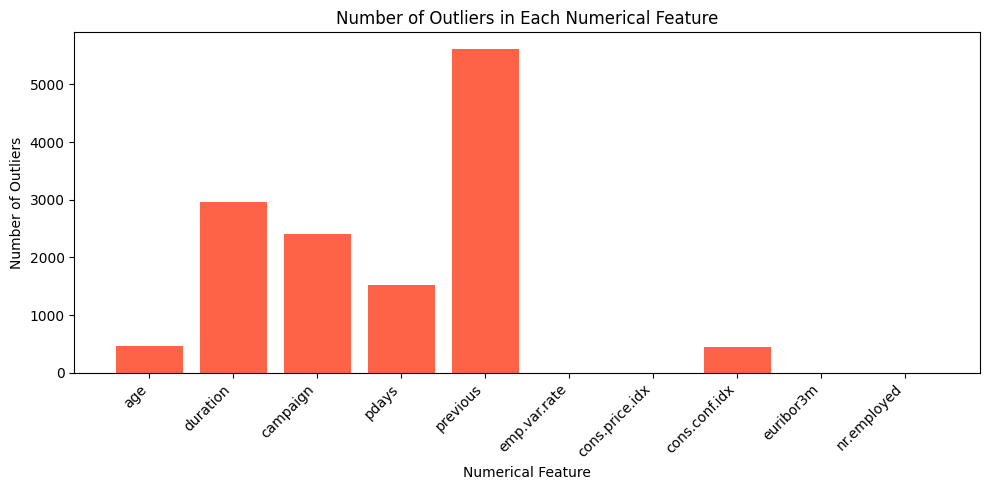 Number of Outliers in Each Numerical Feature
Number of Outliers
5000
4000
3000
2000
1000
0
age
duration
campaign
pdays
previous
emp.var.rate
cons.price.idx
cons.conf.idx
euribor3m
nr.employed
Numerical Feature